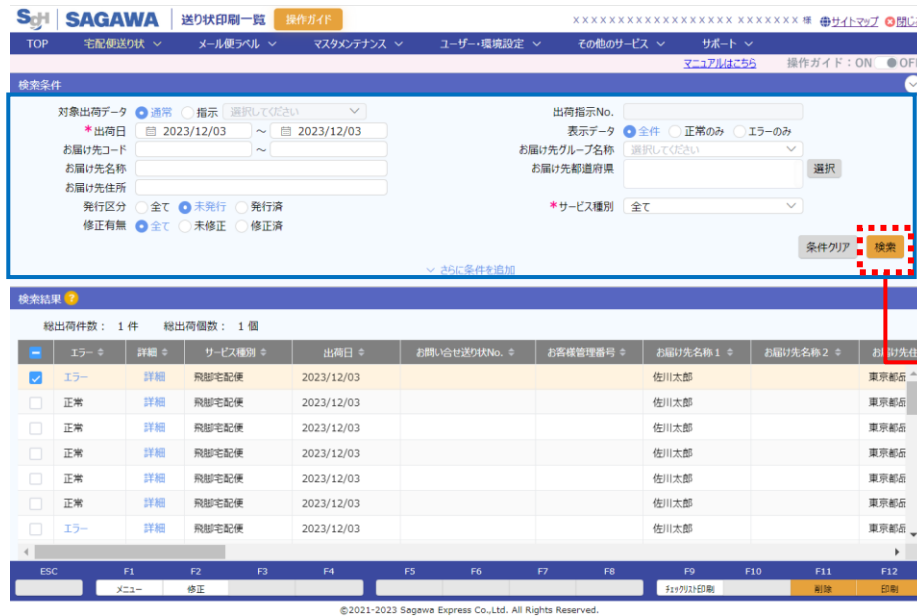 SGH SAGAWA 送り状印刷一覧 操作ガイド XXXXXXXXXXXXXXXXXX XXXXXXX 様 サイトマップ 閉じ
TOP 宅配便送り状 メール便ラベル マスタメンテナンス ユーザー・環境設定 その他のサービス サポート
マニュアルはこちら 操作ガイド：ON OFF
検索条件
対象出荷データ 通常 指示 選択してください 出荷指示No.
*出荷日 2023/12/03 ～ 2023/12/03 表示データ 全件 正常のみ エラーのみ
お届け先コード ～ お届け先グループ名称 選択してください
お届け先名称 お届け先都道府県 選択
お届け先住所
発行区分 全て 未発行 発行済 *サービス種別 全て
修正有無 全て 未修正 修正済
条件クリア 検索
さらに条件を追加
検索結果 ?
総出荷件数： 1 件 総出荷個数： 1 個
エラー 詳細 サービス種別 出荷日 お問い合せ送り状No. お客様管理番号 お届け先名称1 お届け先名称2 お届け先住
エラー 詳細 飛脚宅配便 2023/12/03 佐川太郎 東京都品
正常 詳細 飛脚宅配便 2023/12/03 佐川太郎 東京都品
正常 詳細 飛脚宅配便 2023/12/03 佐川太郎 東京都品
正常 詳細 飛脚宅配便 2023/12/03 佐川太郎 東京都品
正常 詳細 飛脚宅配便 2023/12/03 佐川太郎 東京都品
正常 詳細 飛脚宅配便 2023/12/03 佐川太郎 東京都品
エラー 詳細 飛脚宅配便 2023/12/03 佐川太郎 東京都品
ESC F1 F2 F3 F4 F5 F6 F7 F8 F9 F10 F11 F12
メニュー 修正 チェックリスト印刷 削除 印刷
©2021-2023 Sagawa Express Co.,Ltd. All Rights Reserved.